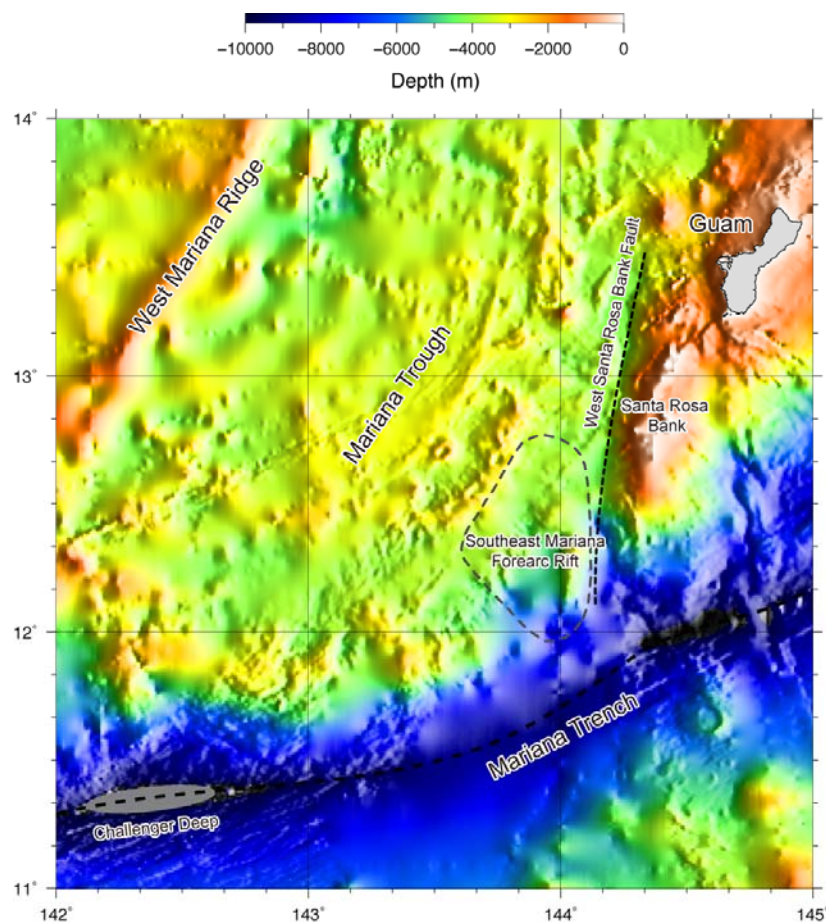 −10000 −8000 −6000 −4000 −2000 0
Depth (m)
14°
West Mariana Ridge
Guam
West Santa Rosa Bank Fault
Mariana Trough
13°
Santa Rosa
Bank
Southeast Mariana
Forearc Rift
12°
Mariana Trench
Challenger Deep
11°
142° 143° 144° 145°